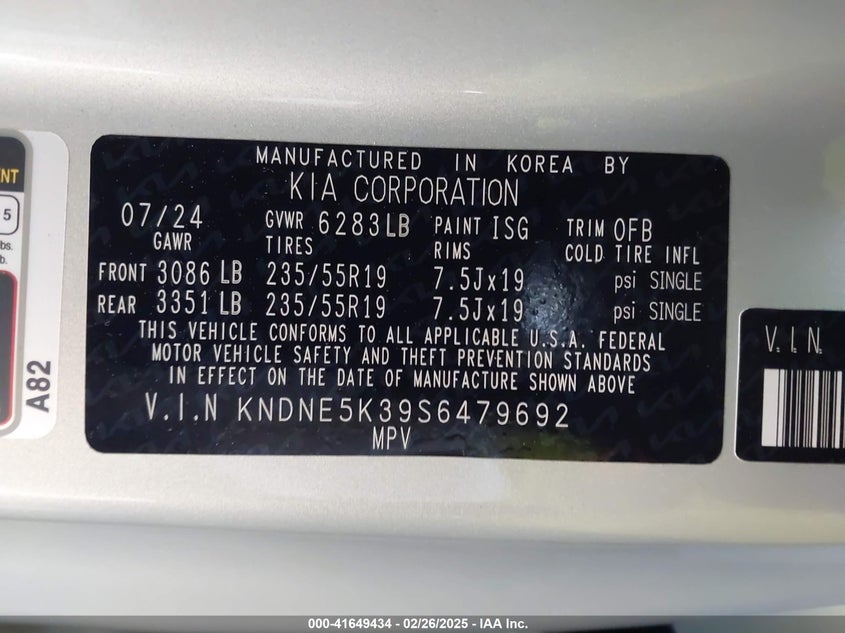 MANUFACTURED IN KOREA BY
KIA CORPORATION
07/24 GVWR 6283LB PAINT ISG TRIM OFB
GAWR TIRES RIMS COLD TIRE INFL
FRONT 3086 LB 235/55R19 7.5Jx19 psi SINGLE
REAR 3351 LB 235/55R19 7.5Jx19 psi SINGLE
THIS VEHICLE CONFORMS TO ALL APPLICABLE U.S.A. FEDERAL
MOTOR VEHICLE SAFETY AND THEFT PREVENTION STANDARDS
IN EFFECT ON THE DATE OF MANUFACTURE SHOWN ABOVE
V.I.N KNDNE5K39S6479692
MPV
A82
5
V.I.N.
000-41649434 - 02/26/2025 - IAA Inc.